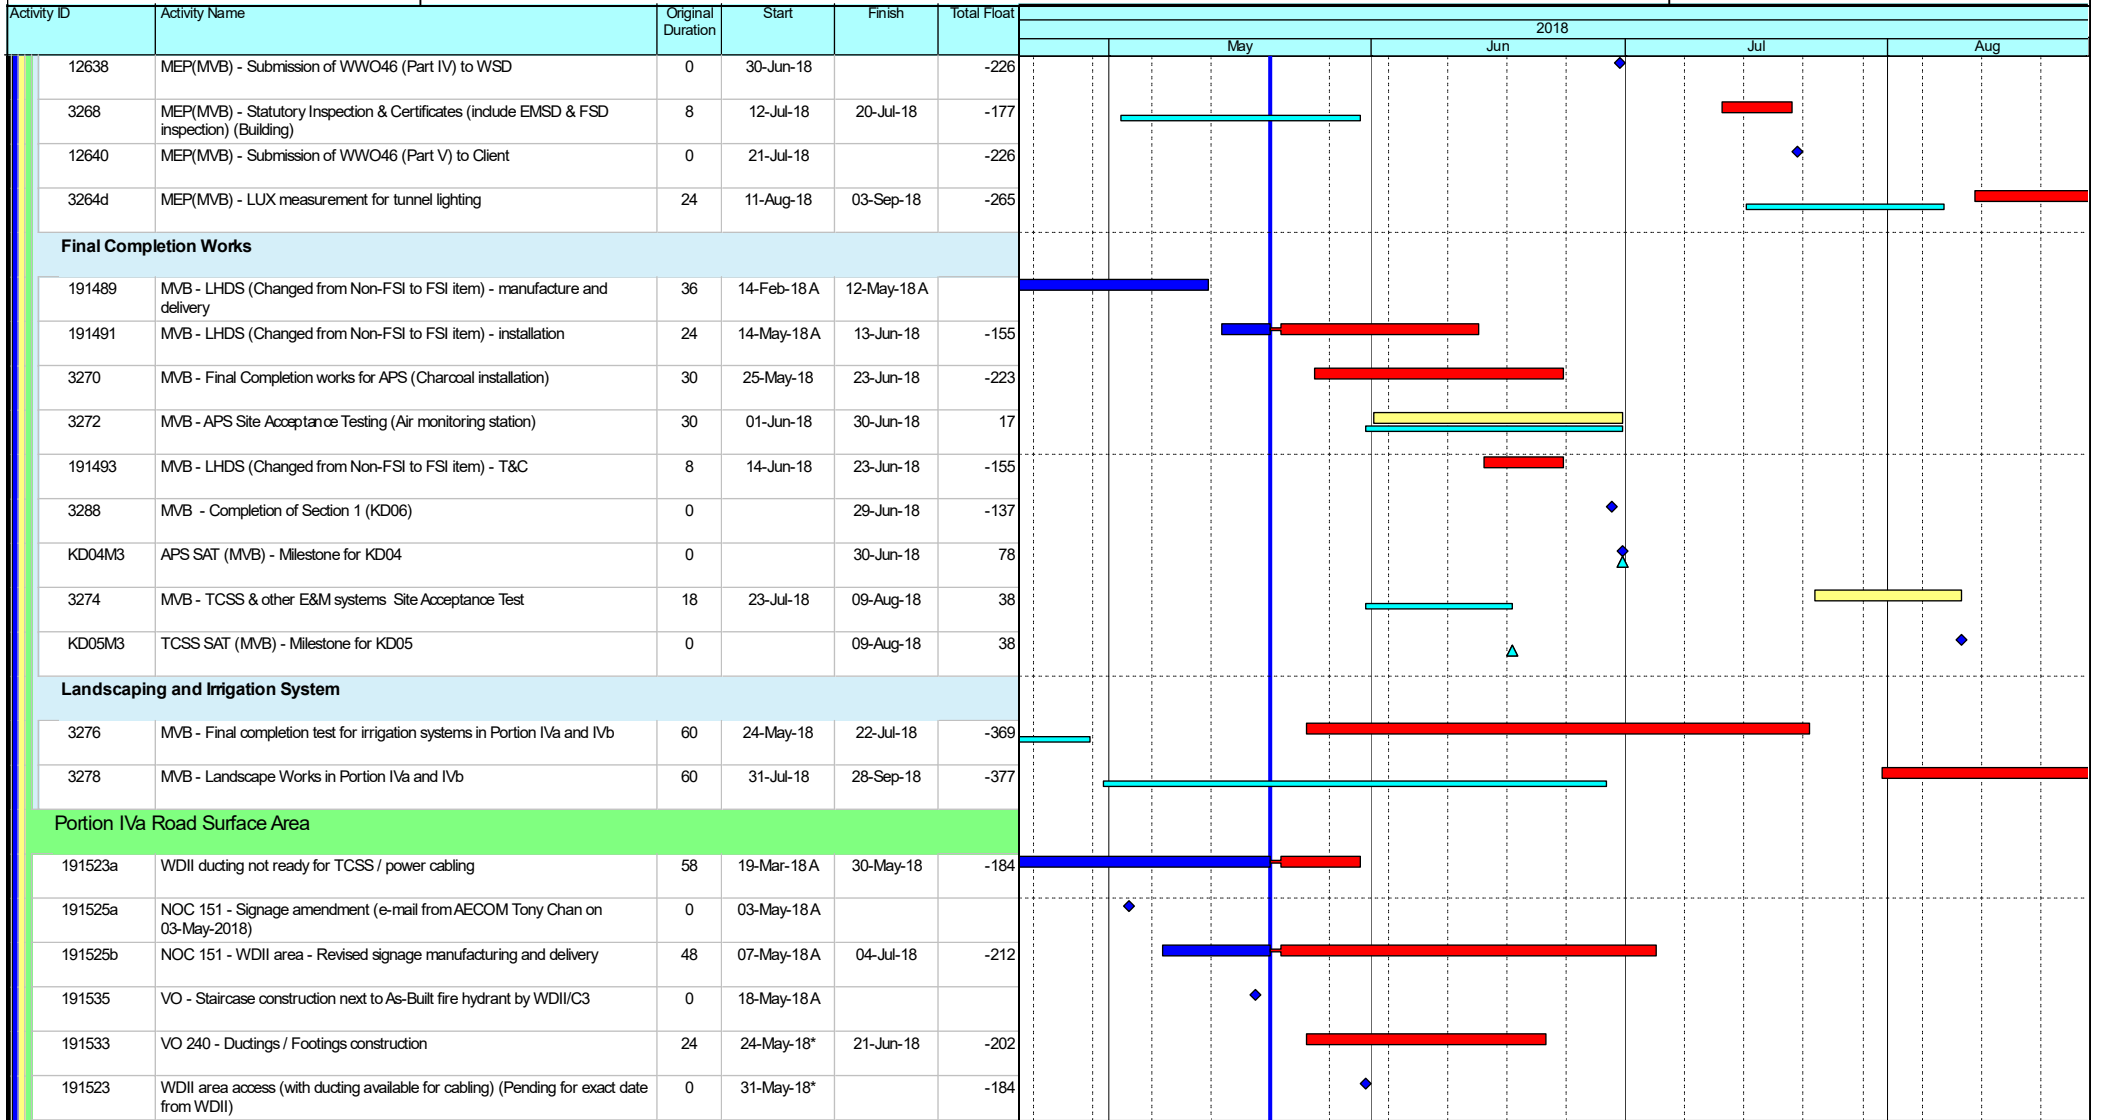 Activity ID Activity Name Original Duration Start Finish Total Float
2018
May Jun Jul Aug
12638 MEP(MVB) - Submission of WWO46 (Part IV) to WSD 0 30-Jun-18 -226
3268 MEP(MVB) - Statutory Inspection & Certificates (include EMSD & FSD 8 12-Jul-18 20-Jul-18 -177
inspection) (Building)
12640 MEP(MVB) - Submission of WWO46 (Part V) to Client 0 21-Jul-18 -226
3264d MEP(MVB) - LUX measurement for tunnel lighting 24 11-Aug-18 03-Sep-18 -265
Final Completion Works
191489 MVB - LHDS (Changed from Non-FSI to FSI item) - manufacture and 36 14-Feb-18 A 12-May-18 A
delivery
191491 MVB - LHDS (Changed from Non-FSI to FSI item) - installation 24 14-May-18 A 13-Jun-18 -155
3270 MVB - Final Completion works for APS (Charcoal installation) 30 25-May-18 23-Jun-18 -223
3272 MVB - APS Site Acceptance Testing (Air monitoring station) 30 01-Jun-18 30-Jun-18 17
191493 MVB - LHDS (Changed from Non-FSI to FSI item) - T&C 8 14-Jun-18 23-Jun-18 -155
3288 MVB - Completion of Section 1 (KD06) 0 29-Jun-18 -137
KD04M3 APS SAT (MVB) - Milestone for KD04 0 30-Jun-18 78
3274 MVB - TCSS & other E&M systems Site Acceptance Test 18 23-Jul-18 09-Aug-18 38
KD05M3 TCSS SAT (MVB) - Milestone for KD05 0 09-Aug-18 38
Landscaping and Irrigation System
3276 MVB - Final completion test for irrigation systems in Portion IVa and IVb 60 24-May-18 22-Jul-18 -369
3278 MVB - Landscape Works in Portion IVa and IVb 60 31-Jul-18 28-Sep-18 -377
Portion IVa Road Surface Area
191523a WDII ducting not ready for TCSS / power cabling 58 19-Mar-18 A 30-May-18 -184
191525a NOC 151 - Signage amendment (e-mail from AECOM Tony Chan on 0 03-May-18 A
03-May-2018)
191525b NOC 151 - WDII area - Revised signage manufacturing and delivery 48 07-May-18 A 04-Jul-18 -212
191535 VO - Staircase construction next to As-Built fire hydrant by WDII/C3 0 18-May-18 A
191533 VO 240 - Ductings / Footings construction 24 24-May-18* 21-Jun-18 -202
191523 WDII area access (with ducting available for cabling) (Pending for exact date 0 31-May-18* -184
from WDII)